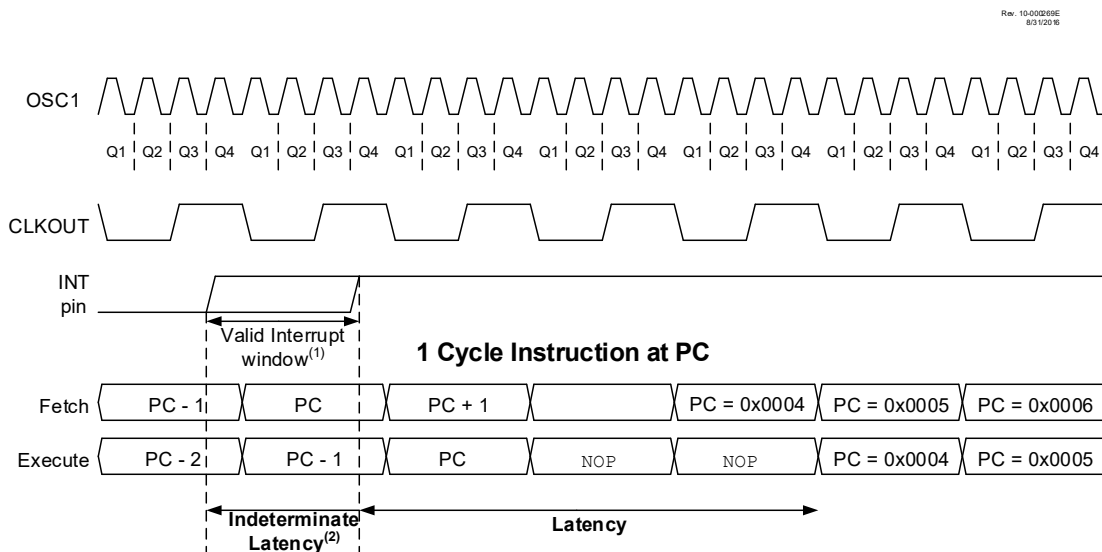 Rev. 10-000269E
8/31/2016
OSC1
Q1 Q2 Q3 Q4 Q1 Q2 Q3 Q4 Q1 Q2 Q3 Q4 Q1 Q2 Q3 Q4 Q1 Q2 Q3 Q4 Q1 Q2 Q3 Q4 Q1 Q2 Q3 Q4
CLKOUT
INT
pin
Valid Interrupt
window(1)
1 Cycle Instruction at PC
Fetch PC - 1 PC PC + 1 PC = 0x0004 PC = 0x0005 PC = 0x0006
Execute PC - 2 PC - 1 PC NOP NOP PC = 0x0004 PC = 0x0005
Indeterminate
Latency(2)
Latency